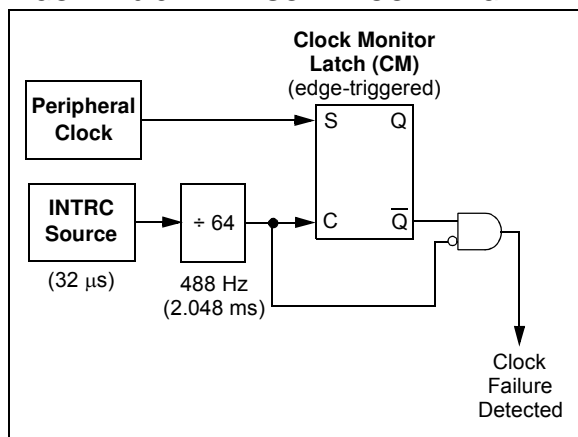 Clock Monitor
Latch (CM)
(edge-triggered)
Peripheral
Clock
S Q
INTRC
Source
÷ 64
C Q
(32 μs)
488 Hz
(2.048 ms)
Clock
Failure
Detected